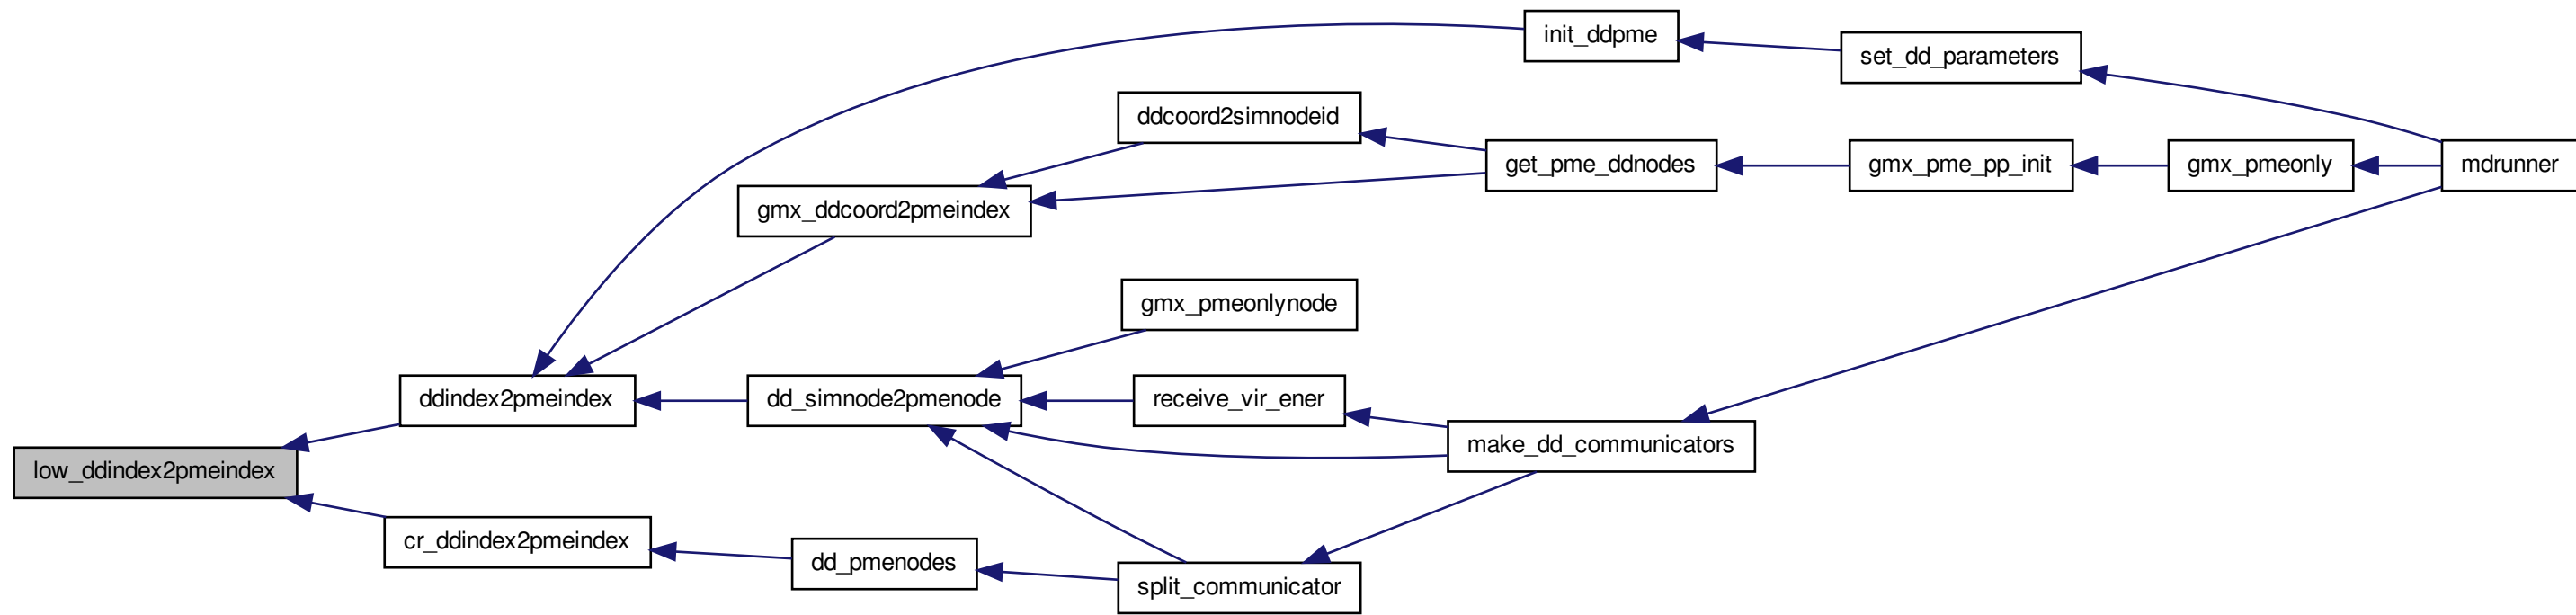 init_ddpme
set_dd_parameters
ddcoord2simnodeid
get_pme_ddnodes
gmx_pme_pp_init
gmx_pmeonly
mdrunner
gmx_ddcoord2pmeindex
gmx_pmeonlynode
ddindex2pmeindex
dd_simnode2pmenode
receive_vir_ener
make_dd_communicators
low_ddindex2pmeindex
cr_ddindex2pmeindex
dd_pmenodes
split_communicator